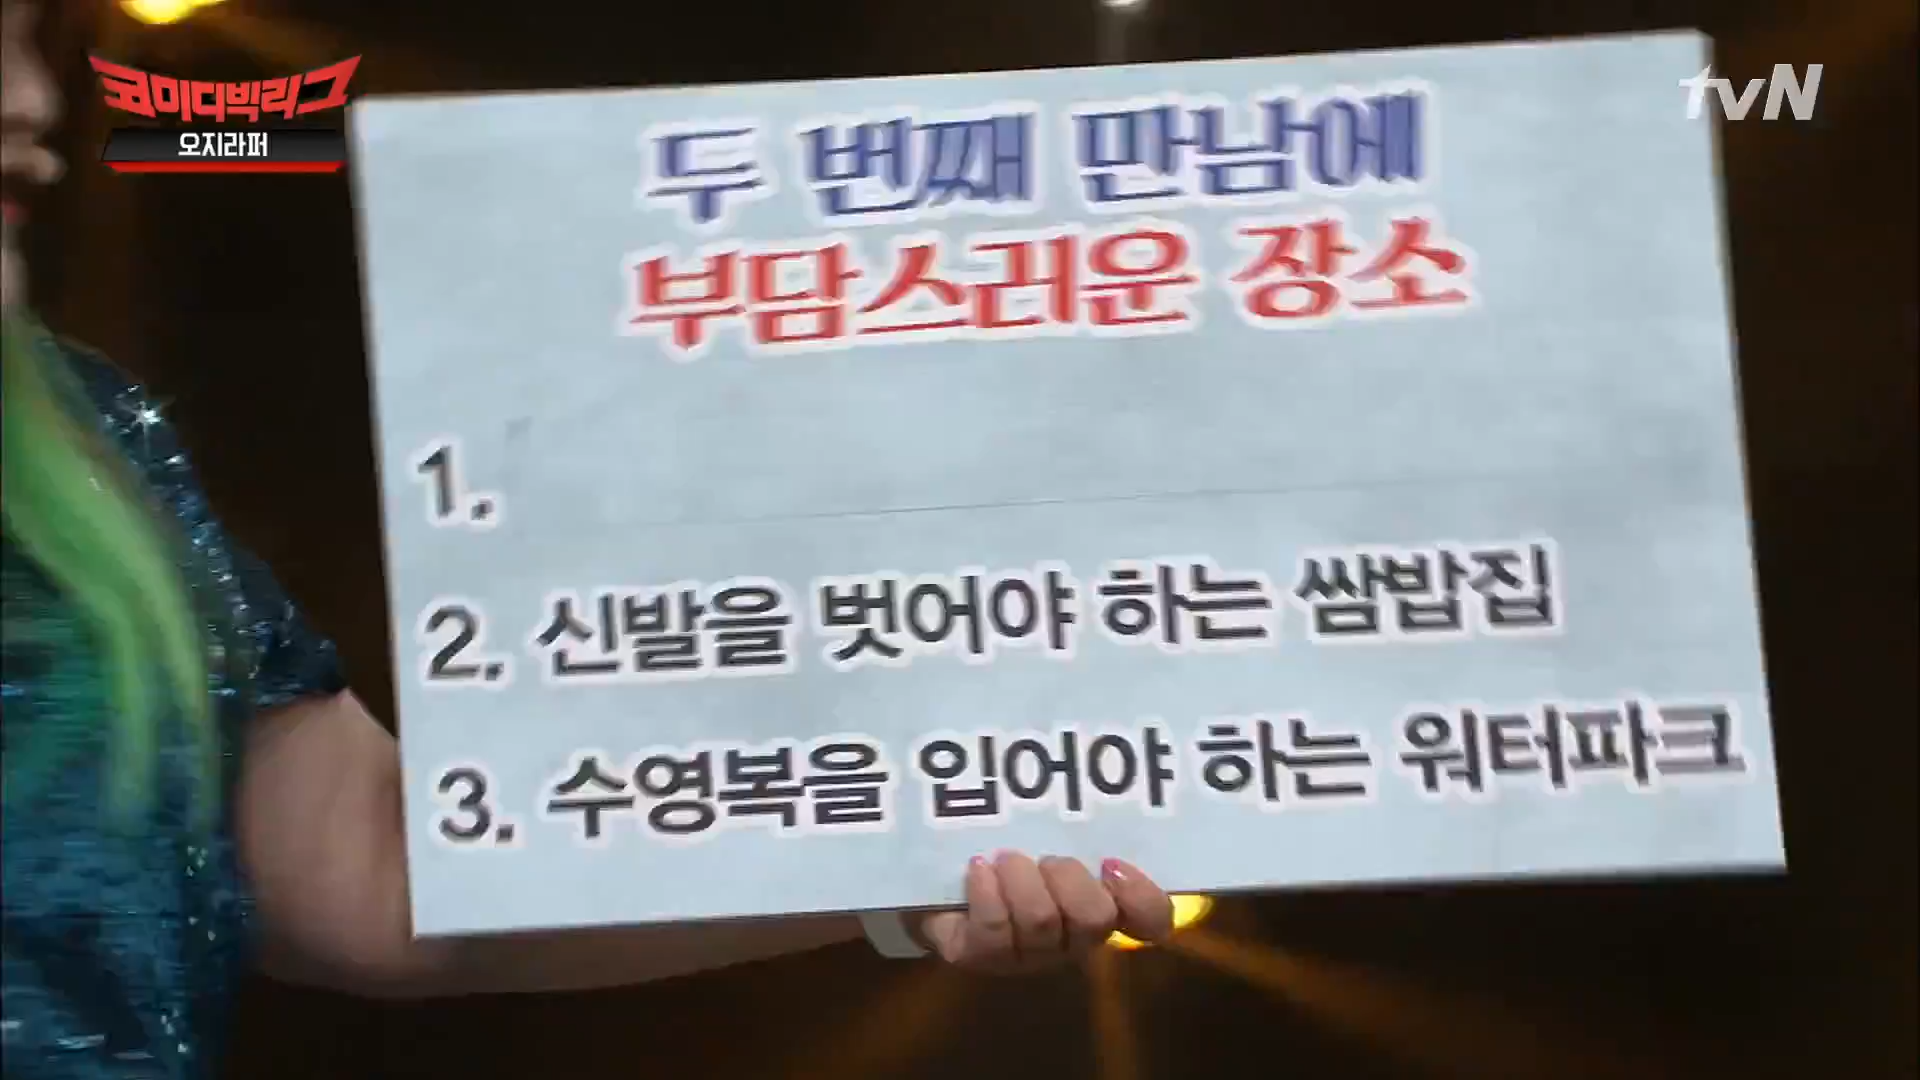 코미디빅리그
오지라퍼
tvN
두 번째 만남에
부담스러운 장소
1.
2. 신발을 벗어야 하는 쌈밥집
3. 수영복을 입어야 하는 워터파크